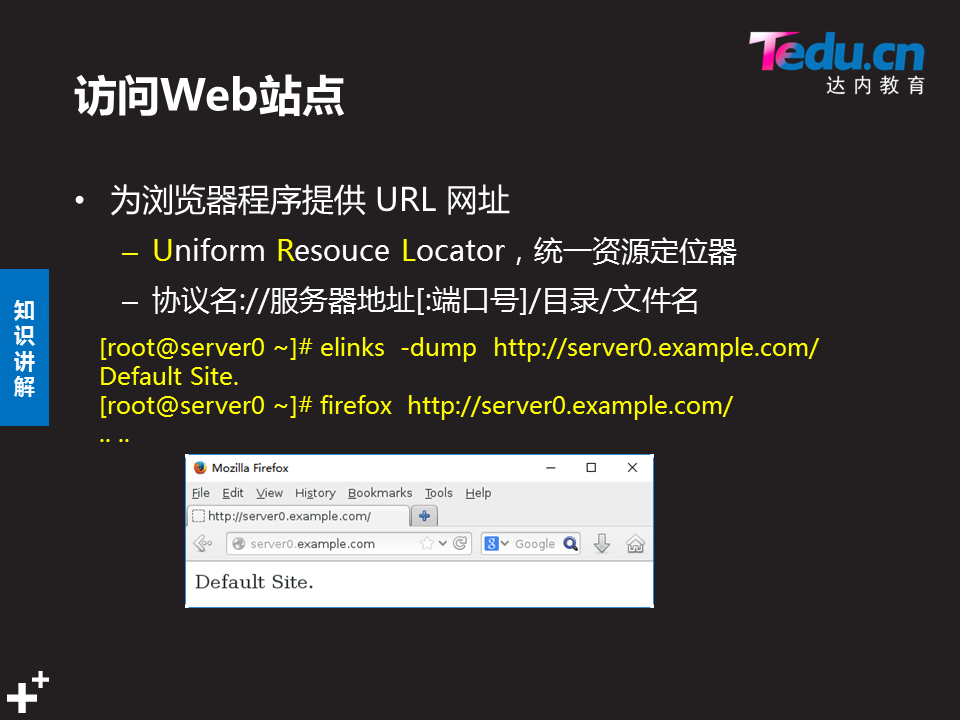 Tedu.cn
达内教育
访问Web站点
• 为浏览器程序提供 URL 网址
– Uniform Resouce Locator，统一资源定位器
– 协议名://服务器地址[:端口号]/目录/文件名
知识讲解
[root@server0 ~]# elinks -dump http://server0.example.com/
Default Site.
[root@server0 ~]# firefox http://server0.example.com/
.. ..
Mozilla Firefox
File Edit View History Bookmarks Tools Help
http://server0.example.com/
server0.example.com
Google
Default Site.